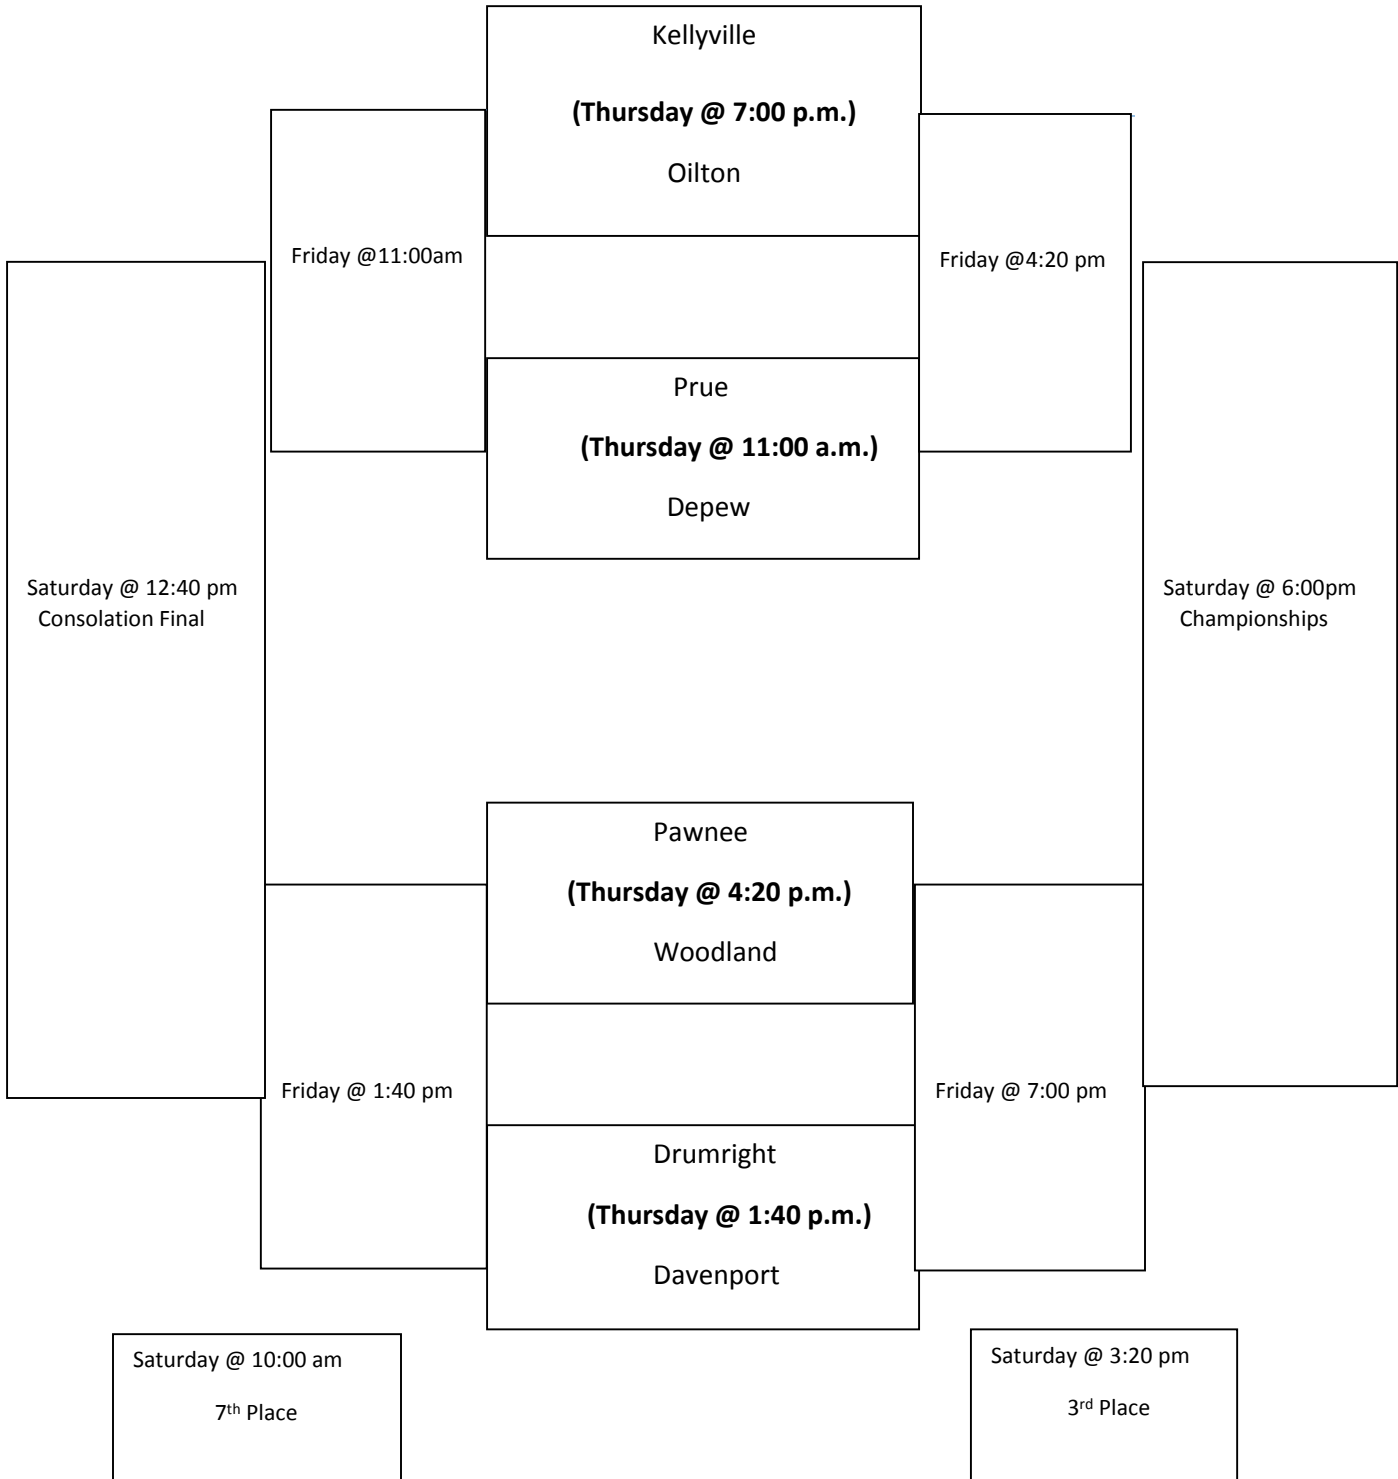 Kellyville
(Thursday @ 7:00 p.m.)
Oilton
Friday @11:00am
Friday @4:20 pm
Prue
(Thursday @ 11:00 a.m.)
Depew
Saturday @ 12:40 pm
Consolation Final
Saturday @ 6:00pm
Championships
Pawnee
(Thursday @ 4:20 p.m.)
Woodland
Friday @ 1:40 pm
Friday @ 7:00 pm
Drumright
(Thursday @ 1:40 p.m.)
Davenport
Saturday @ 10:00 am
7th Place
Saturday @ 3:20 pm
3rd Place